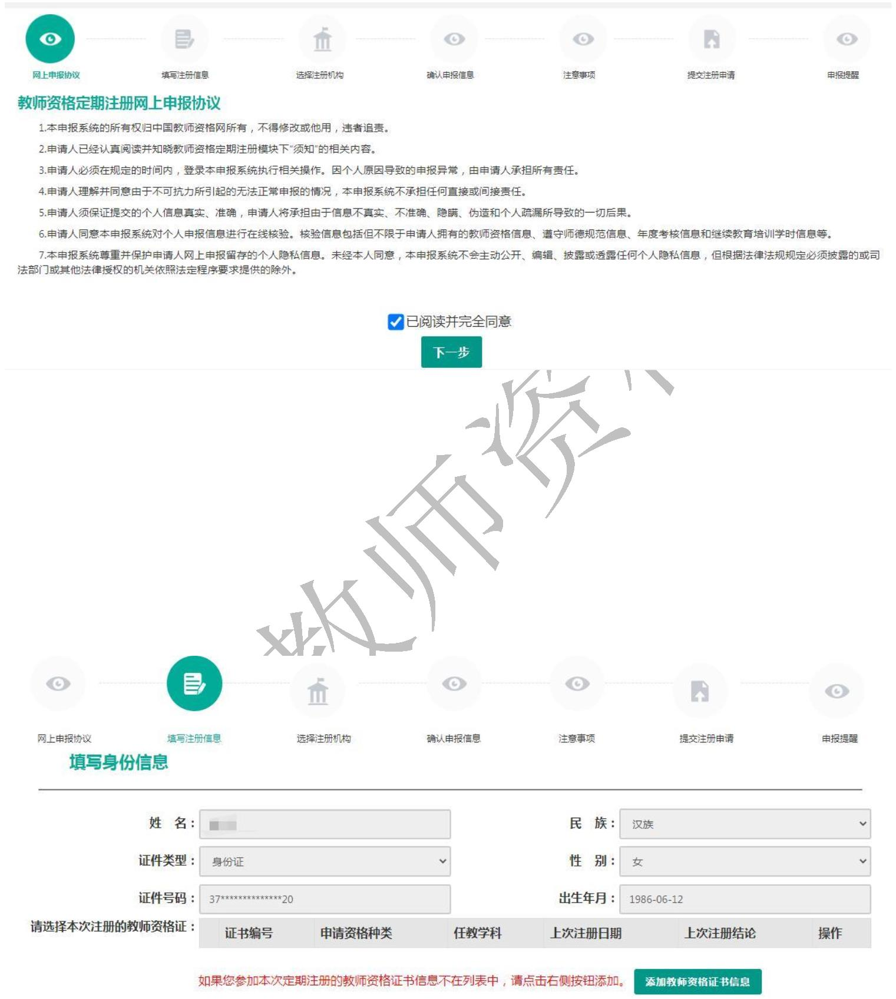 网上申报协议 填写注册信息 选择注册机构 确认申报信息 注意事项 提交注册申请 申报提醒
教师资格定期注册网上申报协议
1.本申报系统的所有权归中国教师资格网所有，不得修改或他用，违者追责。
2.申请人已经认真阅读并知晓教师资格定期注册模块下“须知”的相关内容。
3.申请人必须在规定的时间内，登录本申报系统执行相关操作。因个人原因导致的申报异常，由申请人承担所有责任。
4.申请人理解并同意由于不可抗力所引起的无法正常申报的情况，本申报系统不承担任何直接或间接责任。
5.申请人须保证提交的个人信息真实、准确，申请人将承担由于信息不真实、不准确、隐瞒、伪造和个人疏漏所导致的一切后果。
6.申请人同意本申报系统对个人申报信息进行在线核验。核验信息包括但不限于申请人拥有的教师资格信息、遵守师德规范信息、年度考核信息和继续教育培训学时信息等。
7.本申报系统尊重并保护申请人网上申报留存的个人隐私信息。未经本人同意，本申报系统不会主动公开、编辑、披露或透露任何个人隐私信息，但根据法律法规规定必须披露的或司
法部门或其他法律授权的机关依照法定程序要求提供的除外。
已阅读并完全同意
下一步
教师资
网上申报协议 填写注册信息 选择注册机构 确认申报信息 注意事项 提交注册申请 申报提醒
填写身份信息
姓 名： 民 族： 汉族
证件类型： 身份证 性 别： 女
证件号码： 37**************20 出生年月： 1986-06-12
请选择本次注册的教师资格证： 证书编号 申请资格种类 任教学科 上次注册日期 上次注册结论 操作
如果您参加本次定期注册的教师资格证书信息不在列表中，请点击右侧按钮添加。 添加教师资格证书信息